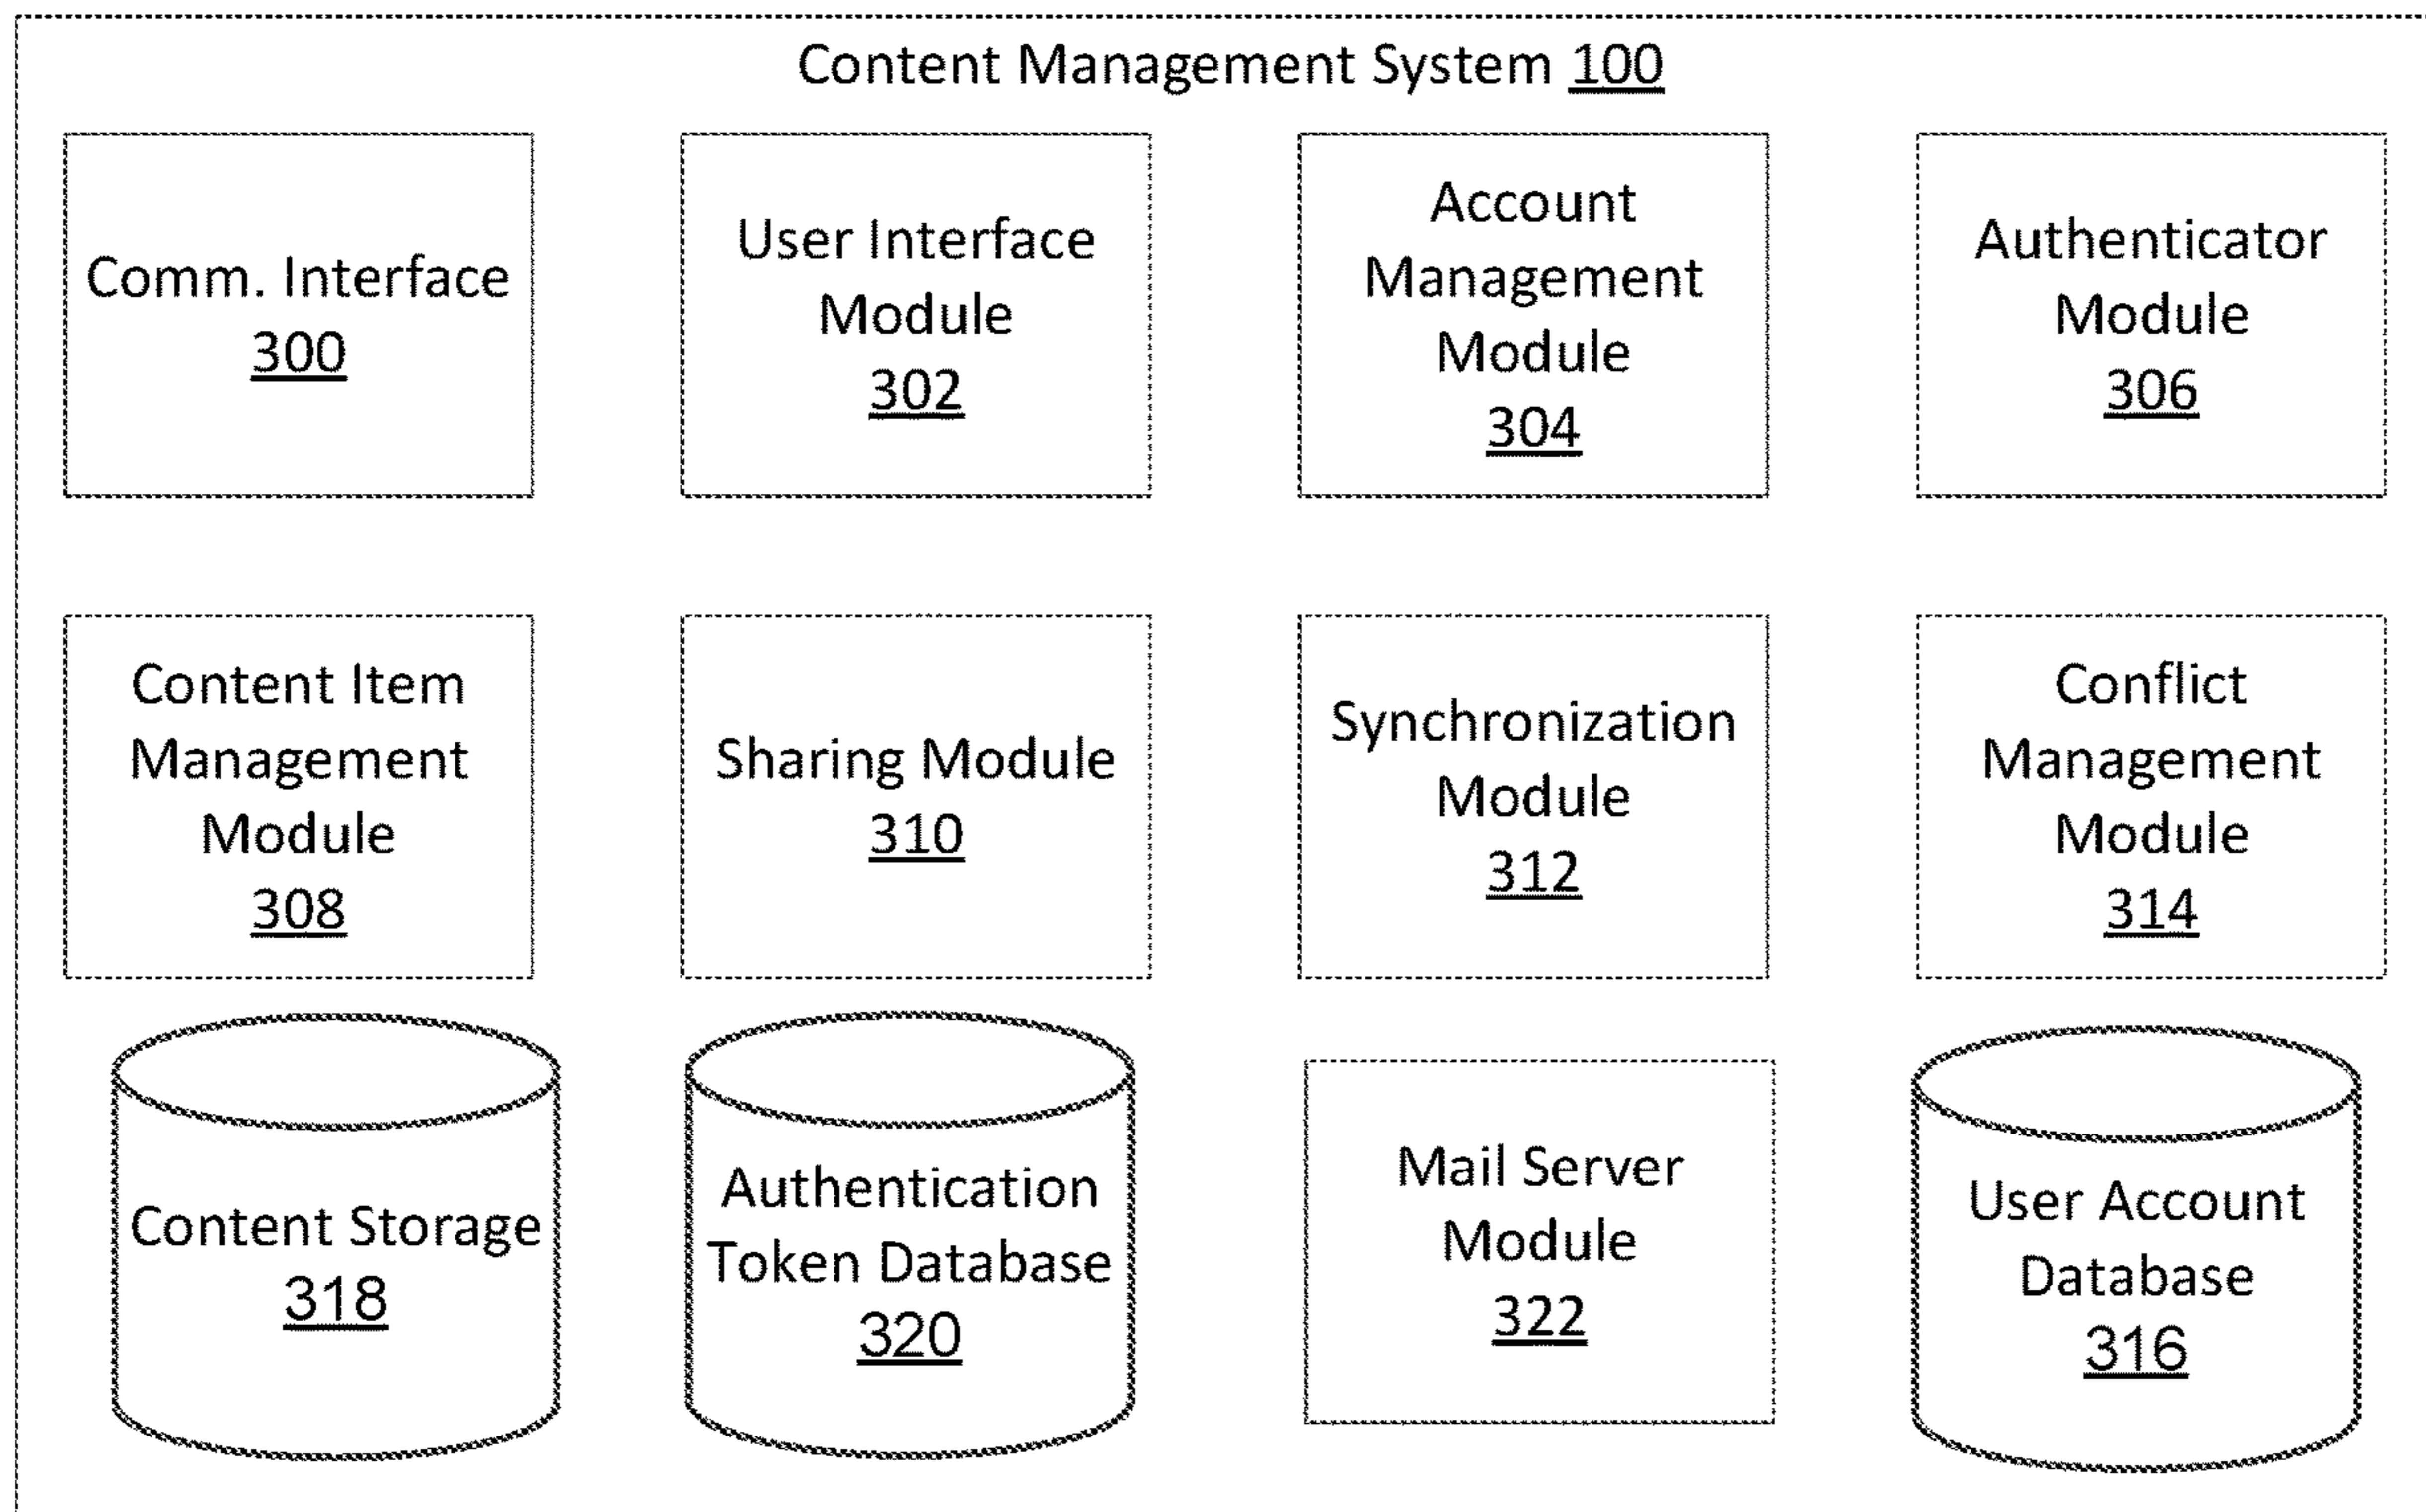 Content Management System 100
Comm. Interface
300
User Interface
Module
302
Account
Management
Module
304
Authenticator
Module
306
Content Item
Management
Module
308
Sharing Module
310
Synchronization
Module
312
Conflict
Management
Module
314
Content Storage
318
Authentication
Token Database
320
Mail Server
Module
322
User Account
Database
316